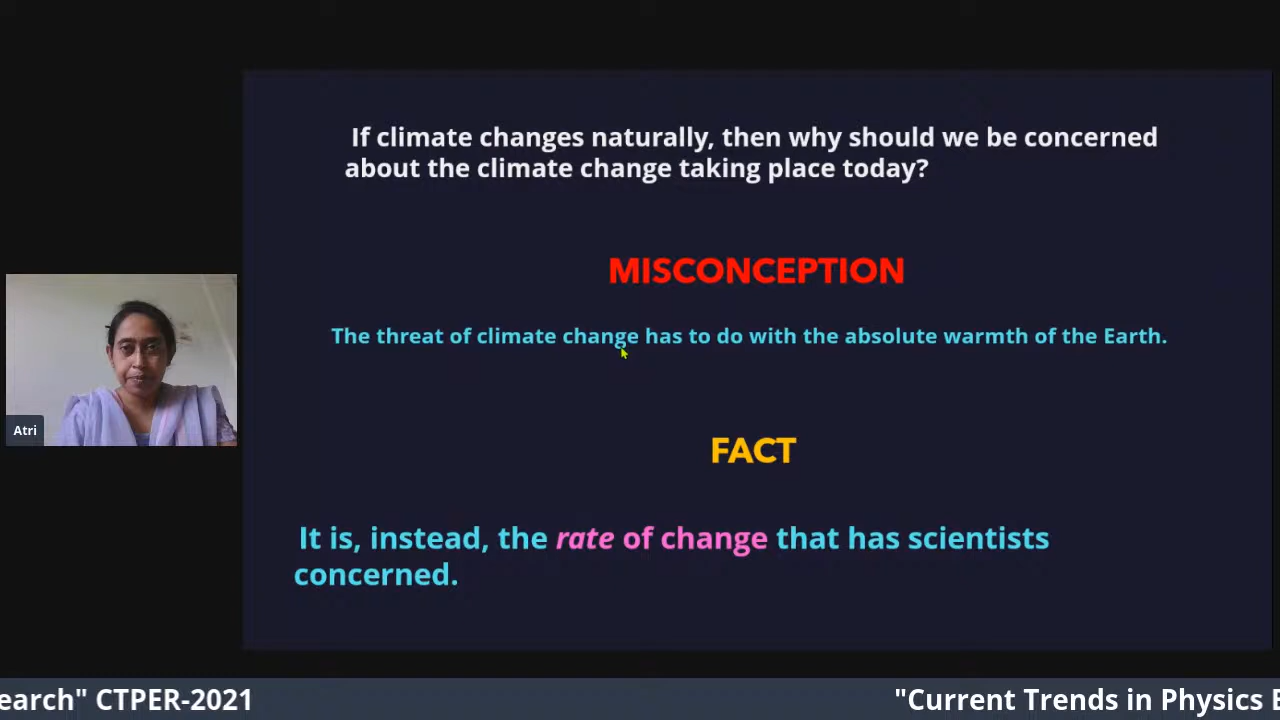 If climate changes naturally, then why should we be concerned
about the climate change taking place today?
MISCONCEPTION
The threat of climate change has to do with the absolute warmth of the Earth.
Atri
FACT
It is, instead, the rate of change that has scientists
concerned.
earch" CTPER-2021
"Current Trends in Physics E